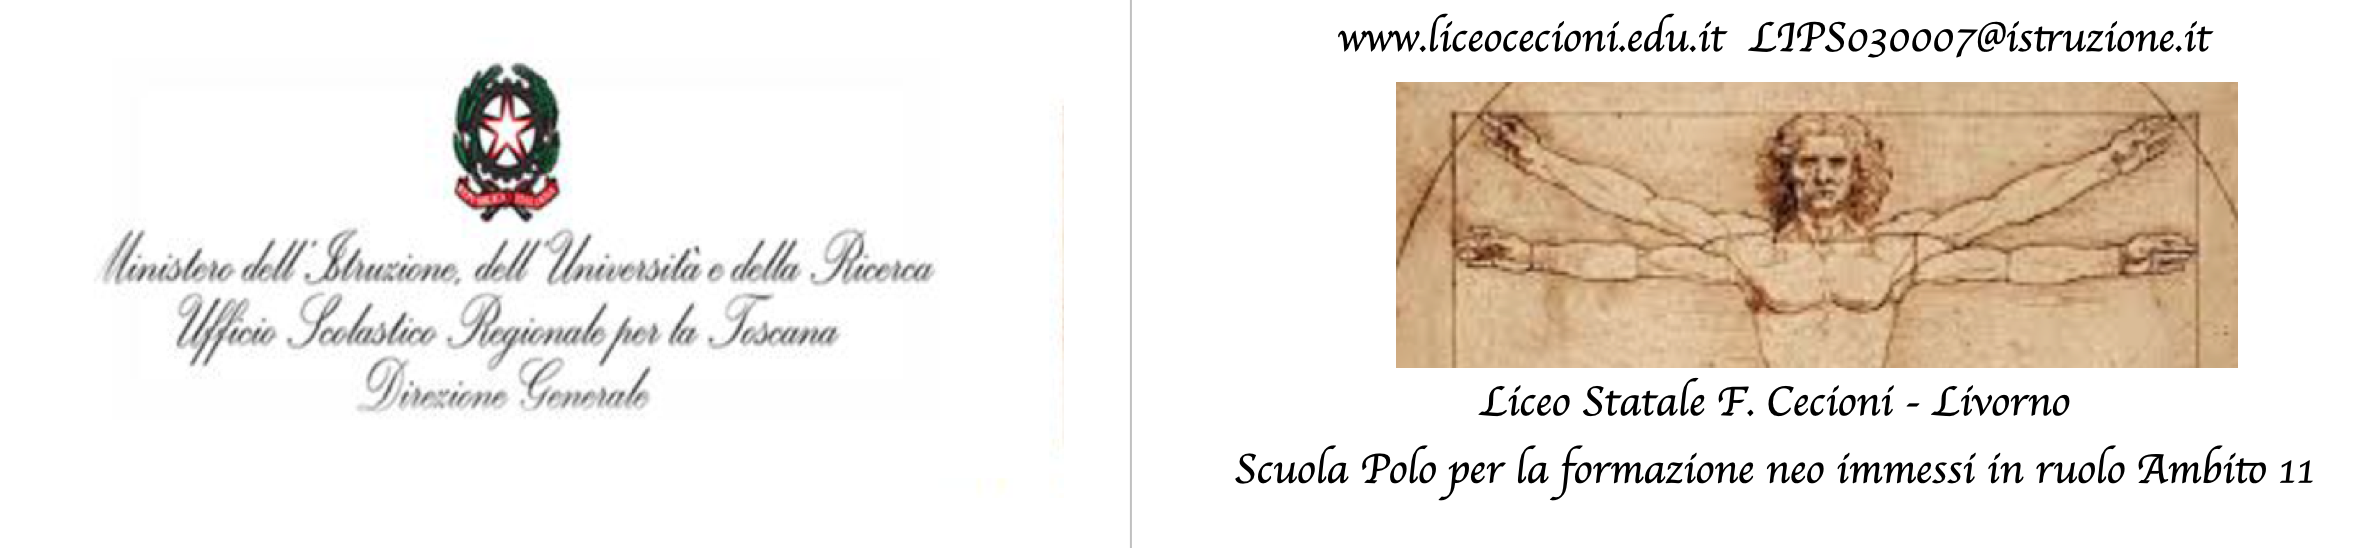 Ministero dell'Istruzione, dell'Università e della Ricerca
Ufficio Scolastico Regionale per la Toscana
Direzione Generale
www.liceocecioni.edu.it LIPS030007@istruzione.it
Liceo Statale F. Cecioni - Livorno
Scuola Polo per la formazione neo immessi in ruolo Ambito 11